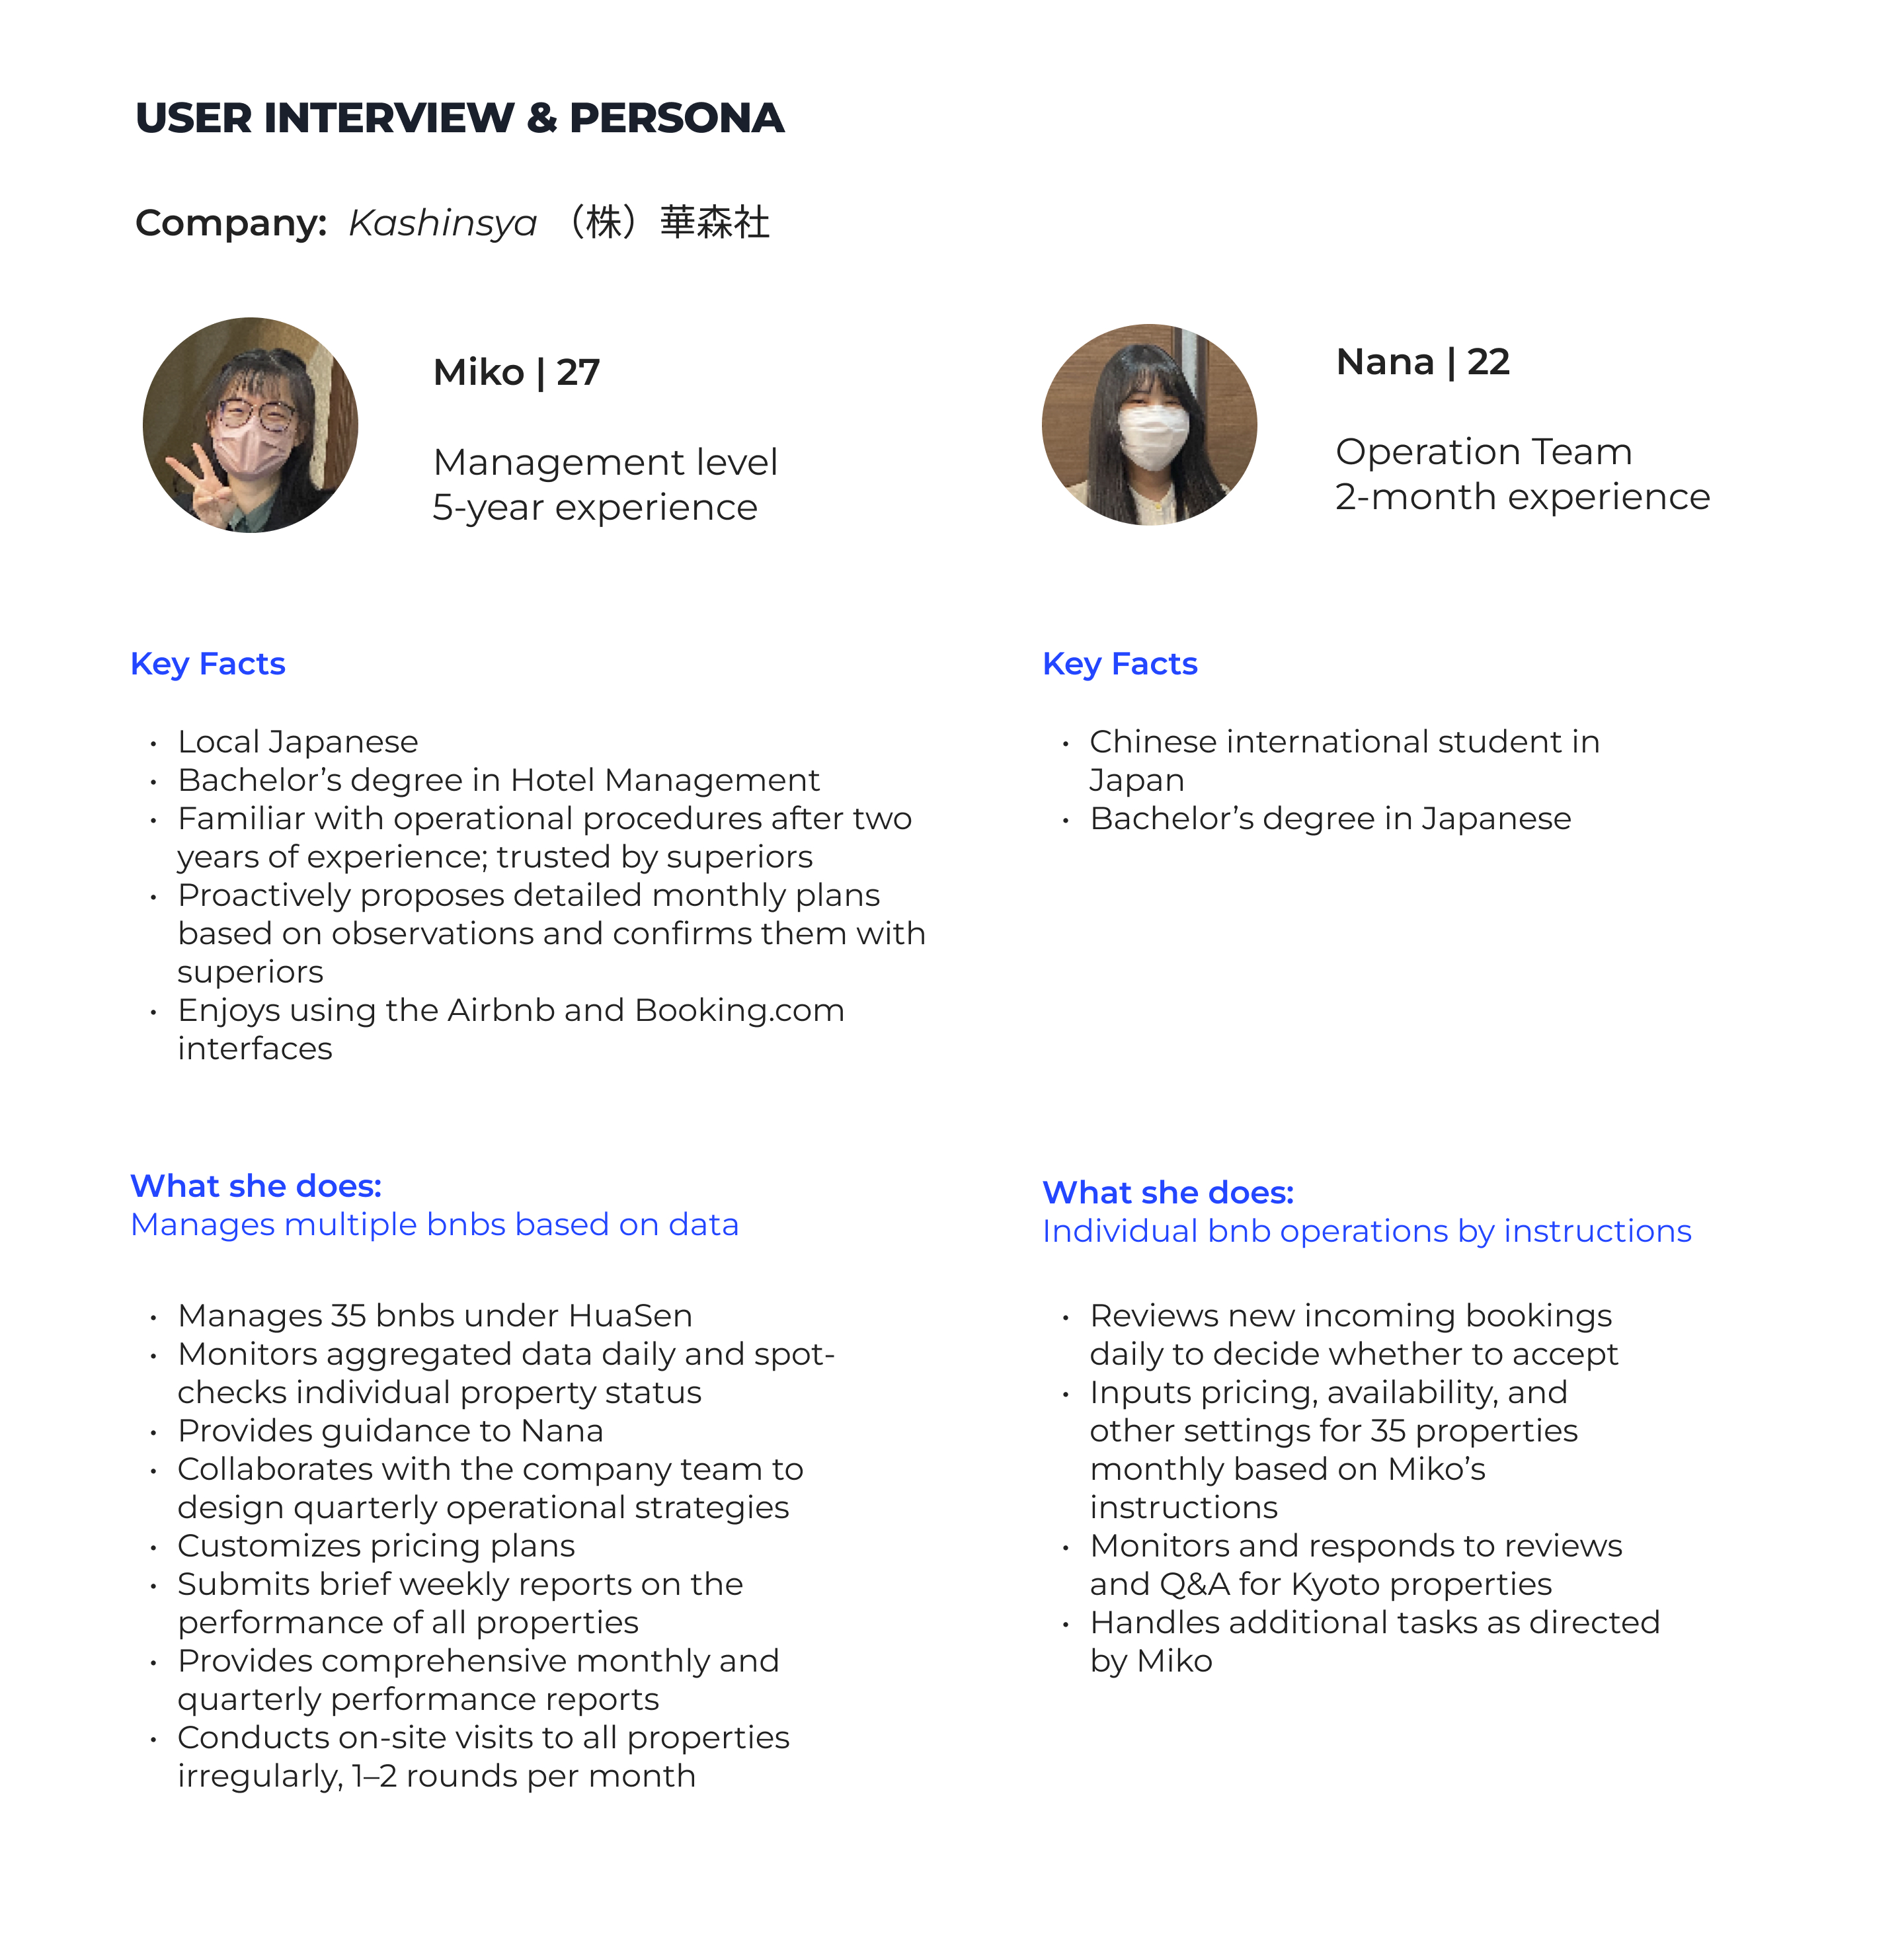 USER INTERVIEW & PERSONA
Company: Kashinsya （株）華森社
Miko | 27
Management level
5-year experience
Nana | 22
Operation Team
2-month experience
Key Facts
• Local Japanese
• Bachelor’s degree in Hotel Management
• Familiar with operational procedures after two
years of experience; trusted by superiors
• Proactively proposes detailed monthly plans
based on observations and confirms them with
superiors
• Enjoys using the Airbnb and Booking.com
interfaces
Key Facts
• Chinese international student in
Japan
• Bachelor’s degree in Japanese
What she does:
Manages multiple bnbs based on data
• Manages 35 bnbs under HuaSen
• Monitors aggregated data daily and spot-
checks individual property status
• Provides guidance to Nana
• Collaborates with the company team to
design quarterly operational strategies
• Customizes pricing plans
• Submits brief weekly reports on the
performance of all properties
• Provides comprehensive monthly and
quarterly performance reports
• Conducts on-site visits to all properties
irregularly, 1–2 rounds per month
What she does:
Individual bnb operations by instructions
• Reviews new incoming bookings
daily to decide whether to accept
• Inputs pricing, availability, and
other settings for 35 properties
monthly based on Miko’s
instructions
• Monitors and responds to reviews
and Q&A for Kyoto properties
• Handles additional tasks as directed
by Miko